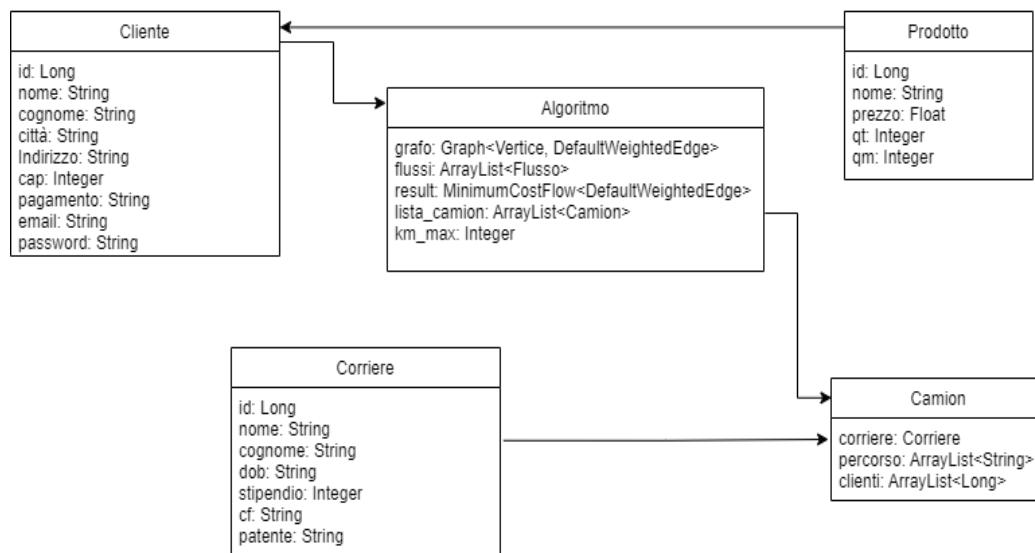 Cliente
id: Long
nome: String
cognome: String
città: String
Indirizzo: String
cap: Integer
pagamento: String
email: String
password: String
Algoritmo
grafo: Graph<Vertice, DefaultWeightedEdge>
flussi: ArrayList<Flusso>
result: MinimumCostFlow<DefaultWeightedEdge>
lista_camion: ArrayList<Camion>
km_max: Integer
Prodotto
id: Long
nome: String
prezzo: Float
qt: Integer
qm: Integer
Corriere
id: Long
nome: String
cognome: String
dob: String
stipendio: Integer
cf: String
patente: String
Camion
corriere: Corriere
percorso: ArrayList<String>
clienti: ArrayList<Long>